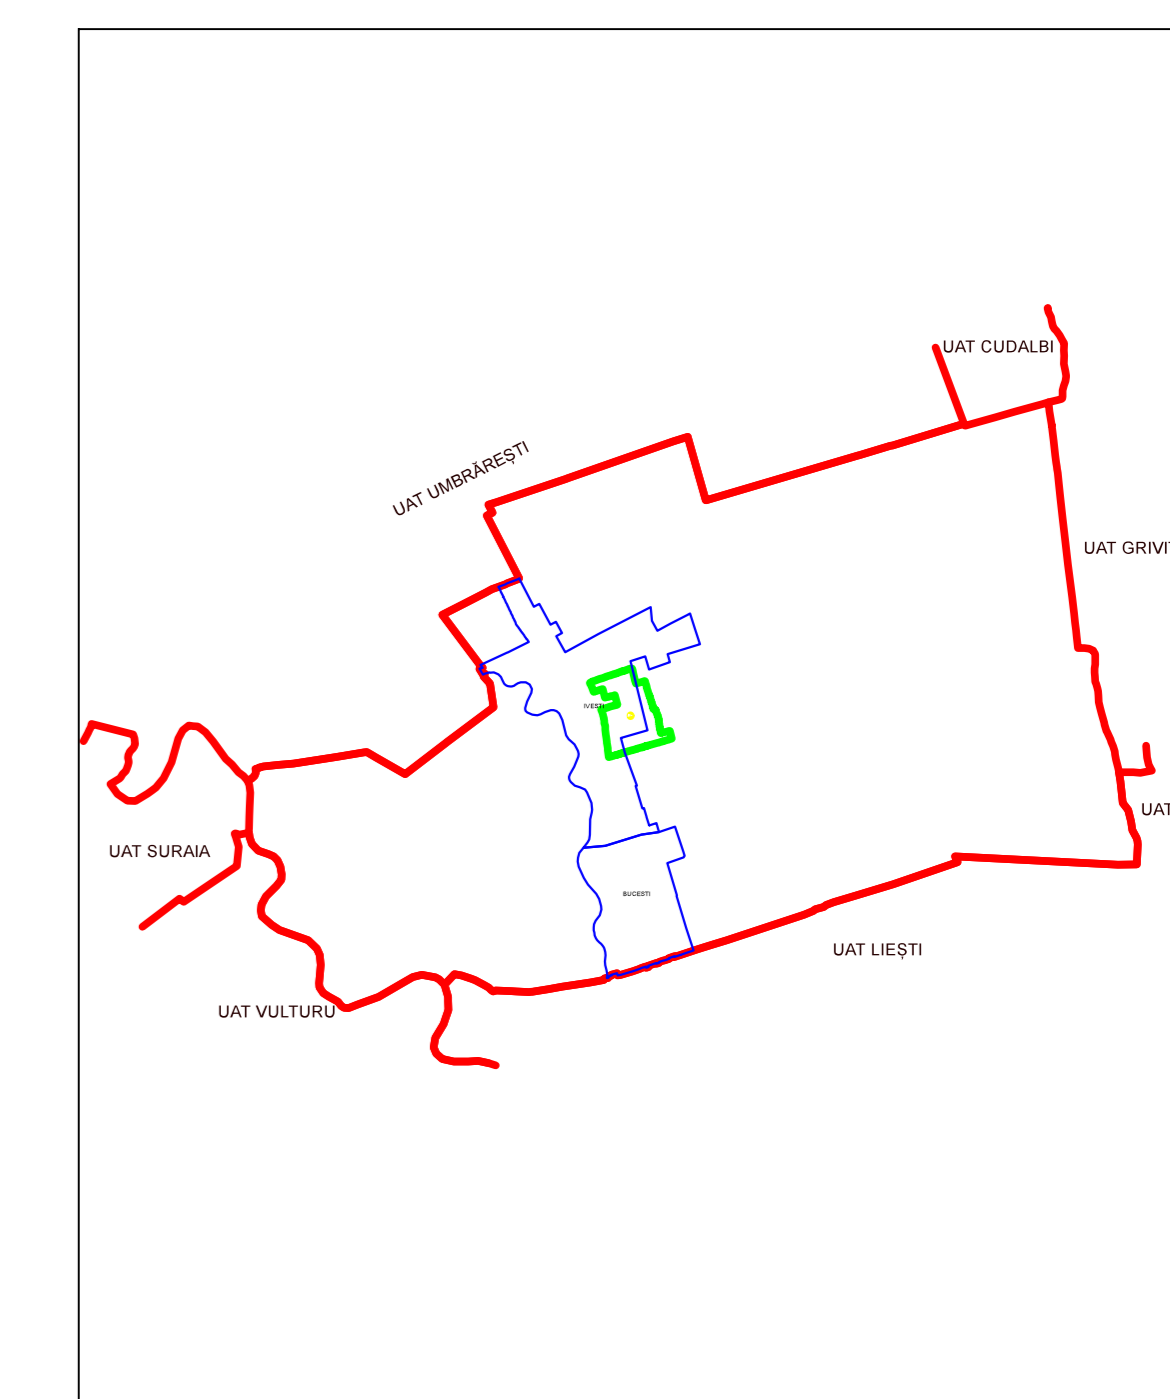 UAT CUDALBI
UAT UMBRĂREȘTI
UAT GRIVI
IVESTI
UAT
UAT SURAIA
BUCESTI
UAT LIEȘTI
UAT VULTURU